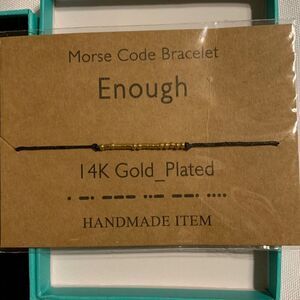 Morse Code Bracelet
Enough
14K Gold_Plated
HANDMADE ITEM